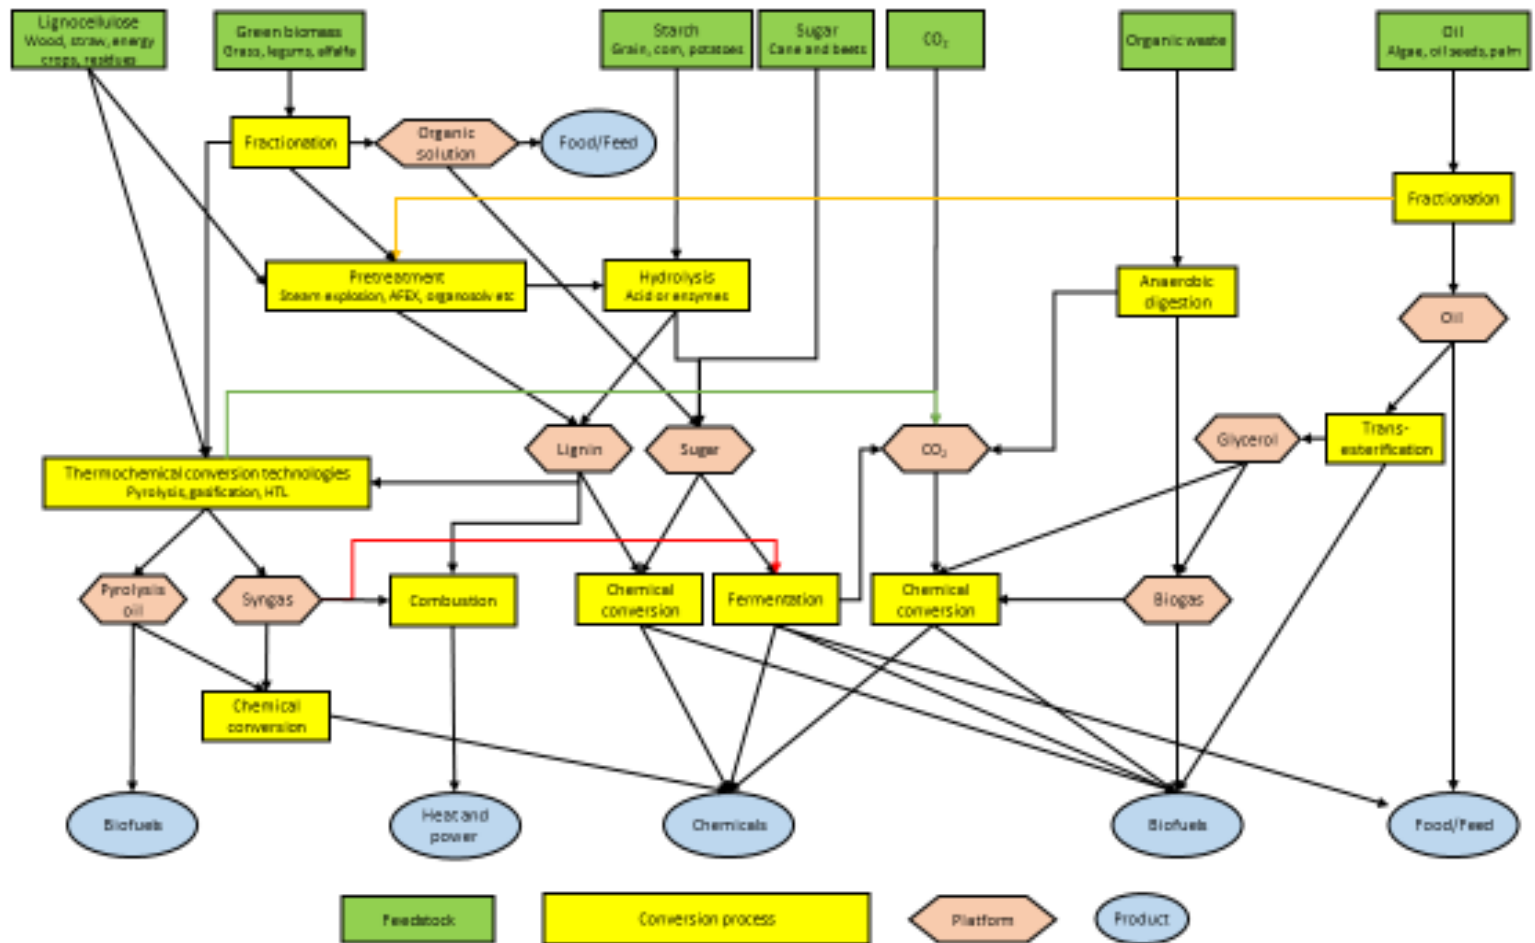 Lignocellulose
Wood, straw, energy
crops, residues
Green biomass
Grass, legums, alfalfa
Starch
Grain, corn, potatoes
Sugar
Cane and beets
CO₂
Organic waste
Oil
Algae, oil seeds, palm
Fractionation
Organic
solution
Food/Feed
Fractionation
Pretreatment
Steam explosion, AFEX, organosolv etc
Hydrolysis
Acid or enzymes
Anaerobic
digestion
Oil
Lignin
Sugar
CO₂
Glycerol
Trans-
esterification
Thermochemical conversion technologies
Pyrolysis, gasification, HTL
Pyrolysis
oil
Syngas
Combustion
Chemical
conversion
Fermentation
Chemical
conversion
Biogas
Chemical
conversion
Biofuels
Heat and
power
Chemicals
Biofuels
Food/Feed
Feedstock
Conversion process
Platform
Product